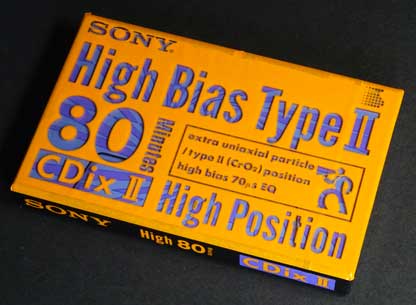 SONY
High Bias Type II
80
Minutes
extra uniaxial particle
/ type II (CrO₂) position
high bias 70μs EQ
CDix II
High Position
SONY
High 80
CDix II